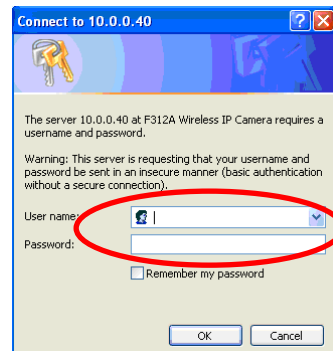 Connect to 10.0.0.40
The server 10.0.0.40 at F312A Wireless IP Camera requires a
username and password.
Warning: This server is requesting that your username and
password be sent in an insecure manner (basic authentication
without a secure connection).
User name:
Password:
Remember my password
OK Cancel